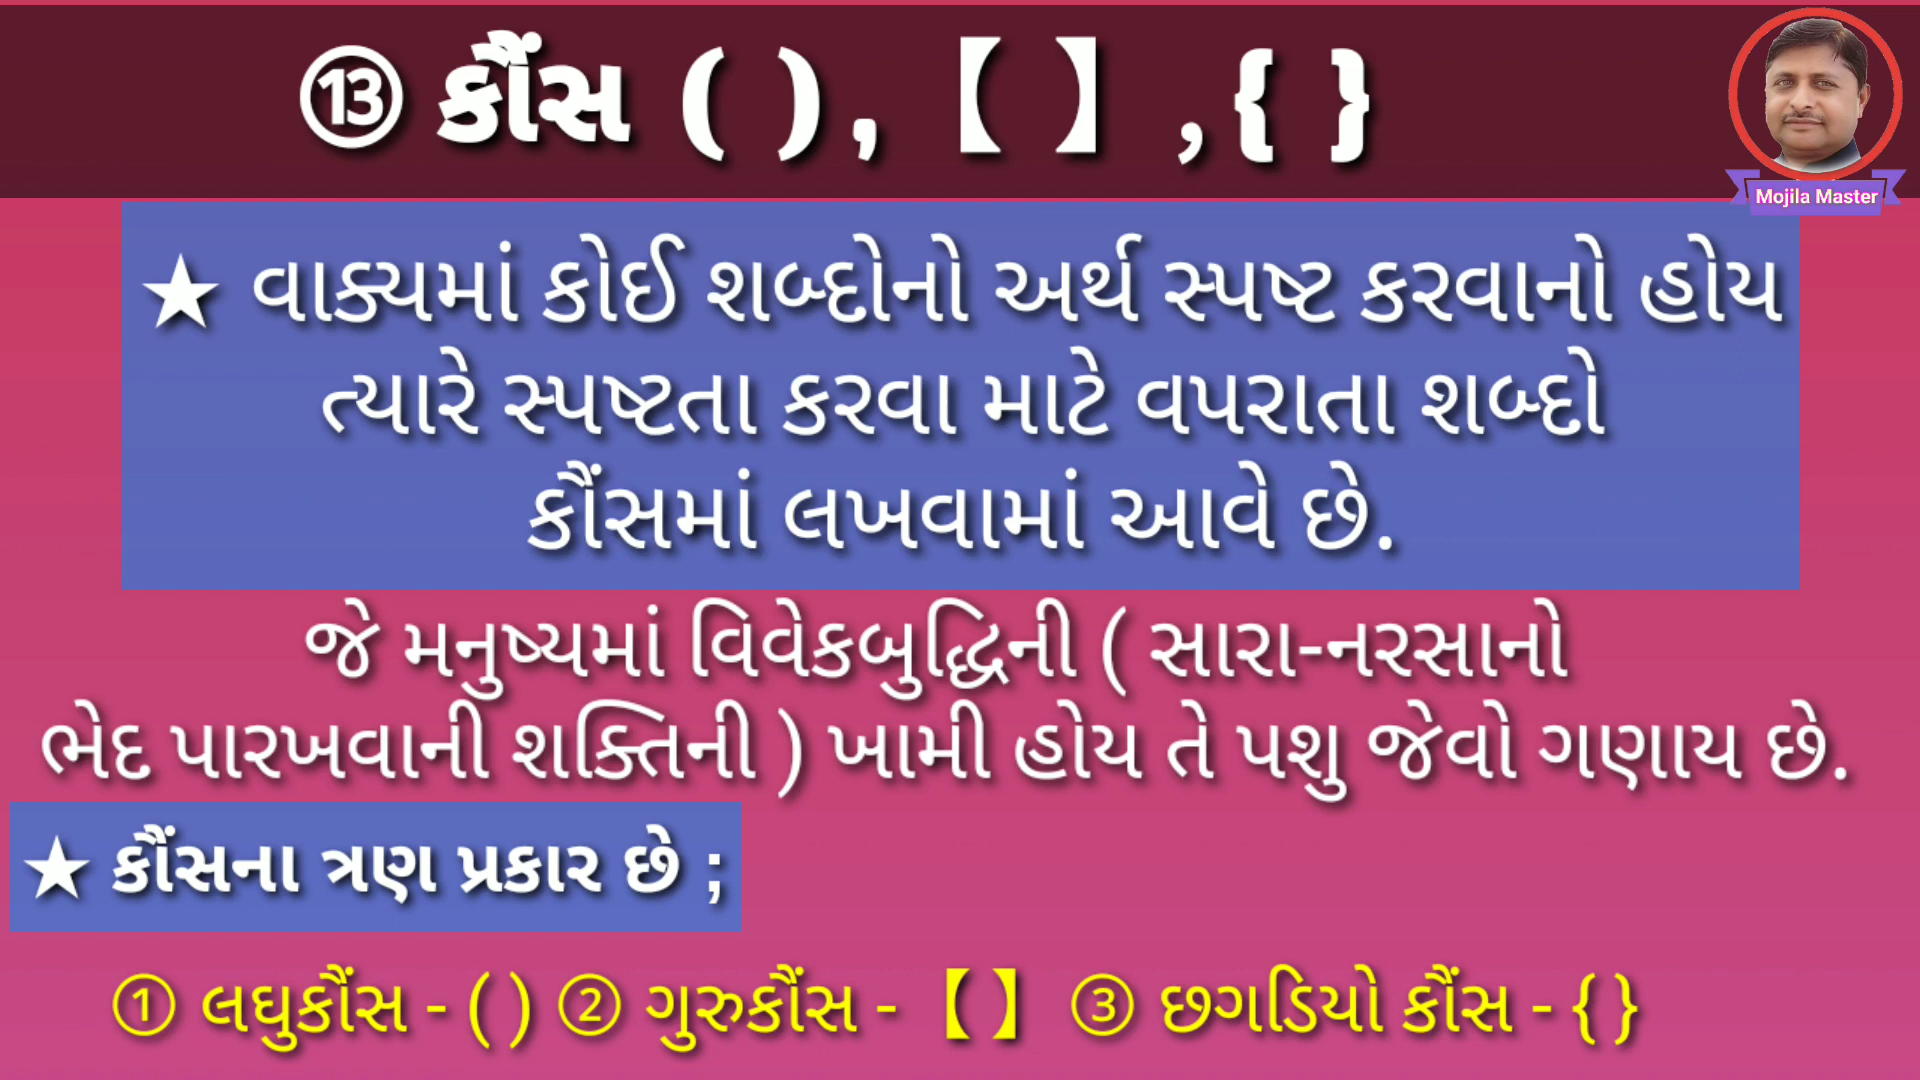 ⑬ કૌંસ ( ) , 【 】 , { }
Mojila Master
★ વાક્યમાં કોઈ શબ્દોનો અર્થ સ્પષ્ટ કરવાનો હોય
ત્યારે સ્પષ્ટતા કરવા માટે વપરાતા શબ્દો
કૌંસમાં લખવામાં આવે છે.
જે મનુષ્યમાં વિવેકબુદ્ધિની ( સારા-નરસાનો
ભેદ પારખવાની શક્તિની ) ખામી હોય તે પશુ જેવો ગણાય છે.
★ કૌંસના ત્રણ પ્રકાર છે ;
① લઘુકૌંસ - ( ) ② ગુરુકૌંસ - 【 】 ③ છગડિયો કૌંસ - { }